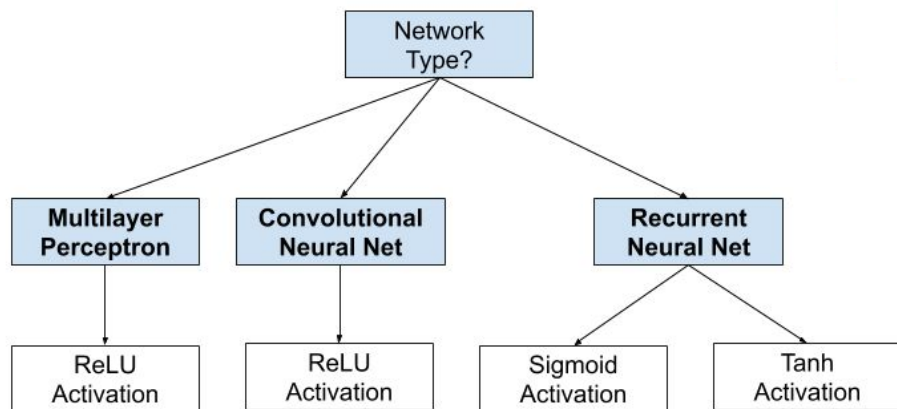 Network
Type?
Multilayer
Perceptron
Convolutional
Neural Net
Recurrent
Neural Net
ReLU
Activation
ReLU
Activation
Sigmoid
Activation
Tanh
Activation